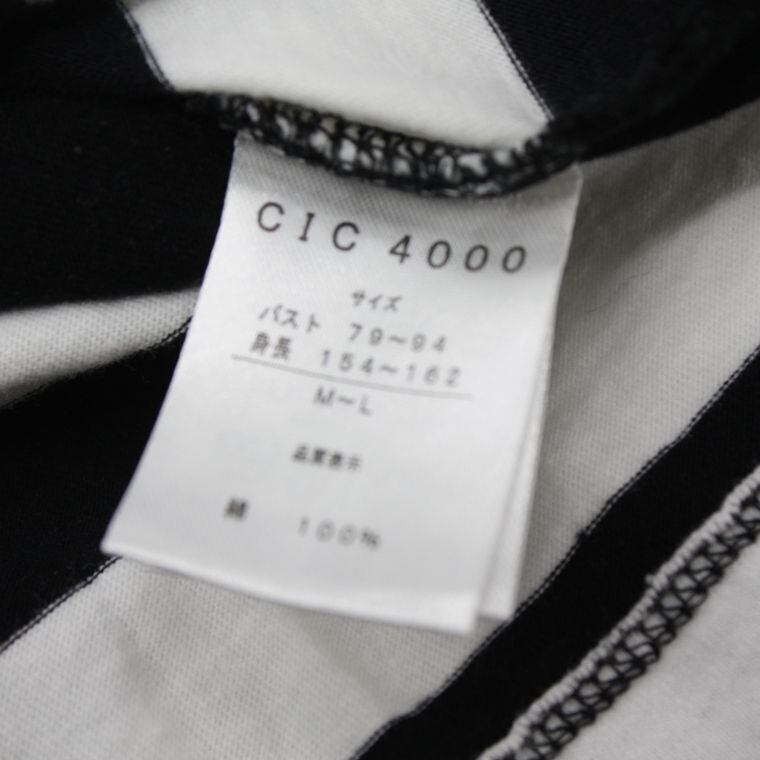 CIC 4000
サイズ
バスト 79～94
身長 154～162
M～L
品質表示
綿 100%